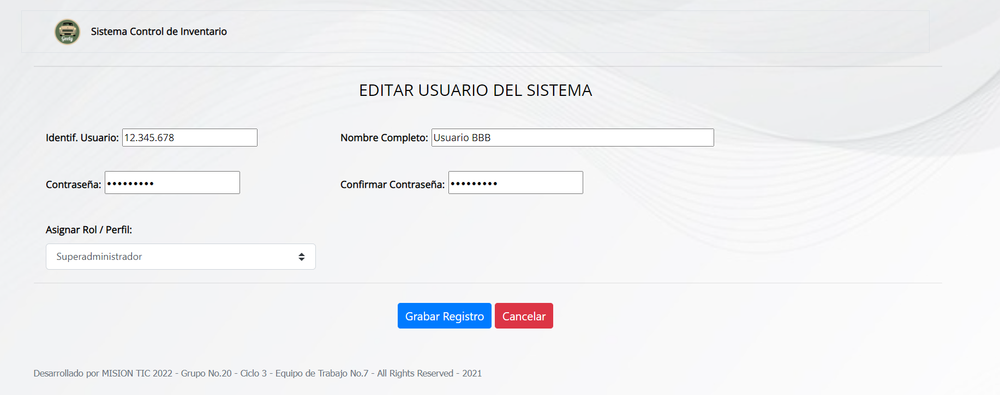 Geely
Sistema Control de Inventario
EDITAR USUARIO DEL SISTEMA
Identif. Usuario: 12.345.678 Nombre Completo: Usuario BBB
Contraseña: ••••••••• Confirmar Contraseña: •••••••••
Asignar Rol / Perfil:
Superadministrador
Grabar Registro Cancelar
Desarrollado por MISION TIC 2022 - Grupo No.20 - Ciclo 3 - Equipo de Trabajo No.7 - All Rights Reserved - 2021